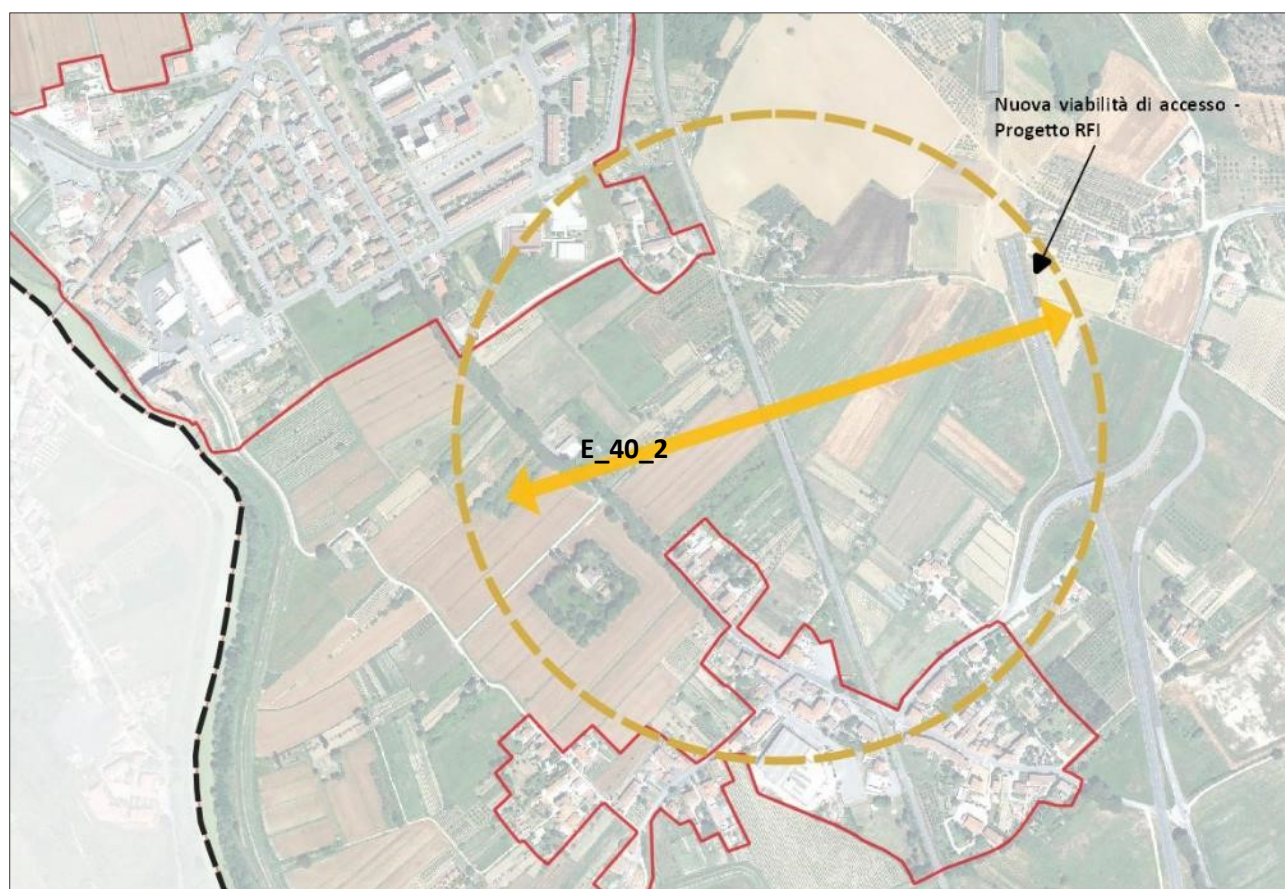 Nuova viabilità di accesso -
Progetto RFI
E_40_2